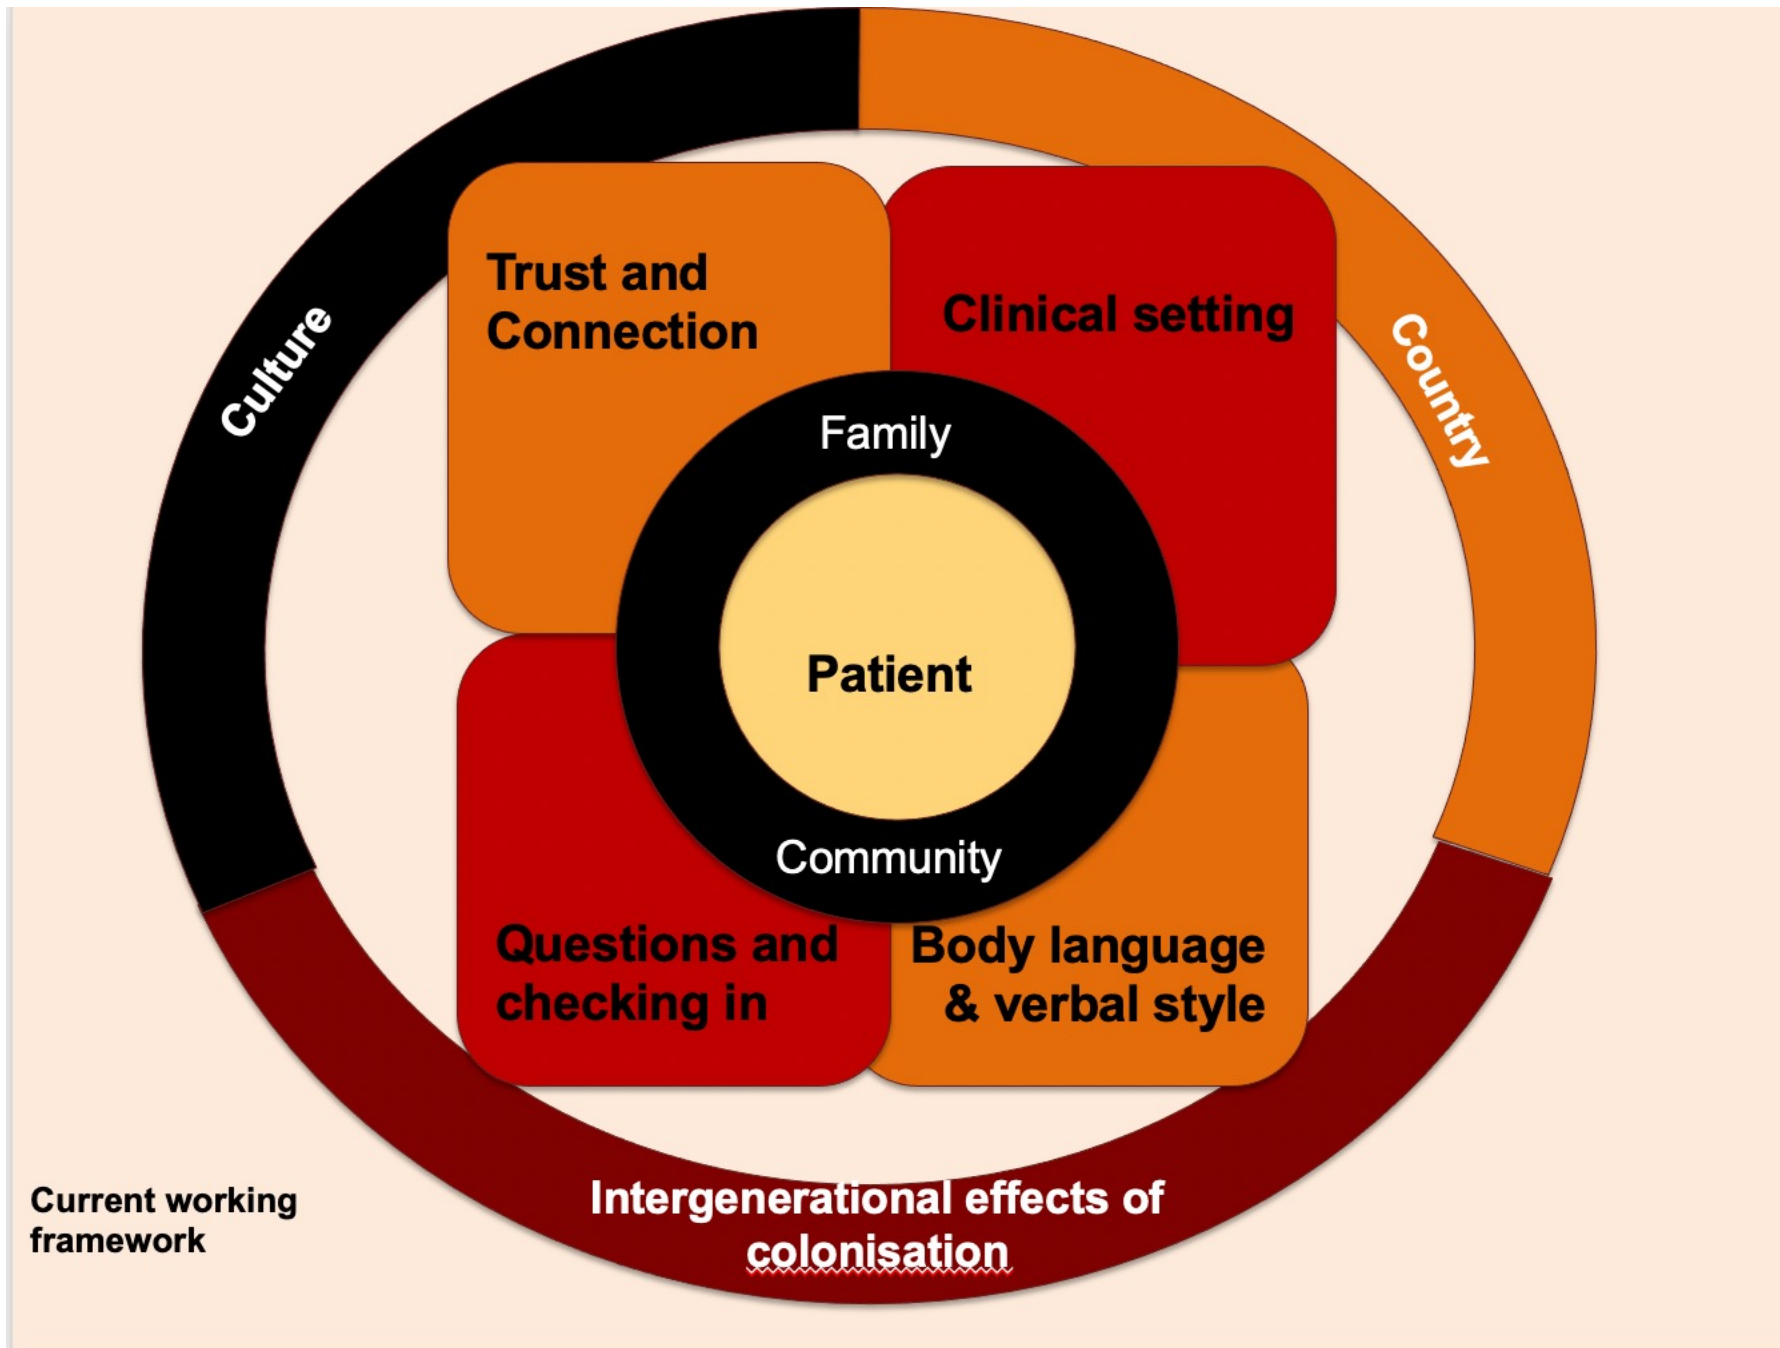 Culture
Country
Trust and
Connection
Clinical setting
Family
Patient
Community
Questions and
checking in
Body language
& verbal style
Intergenerational effects of
colonisation
Current working
framework